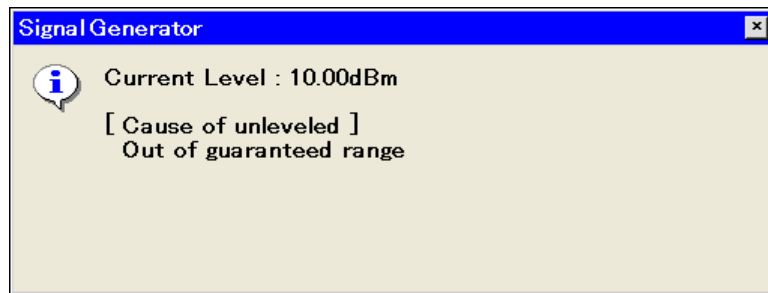 Signal Generator
Current Level : 10.00dBm
[ Cause of unleveled ]
Out of guaranteed range